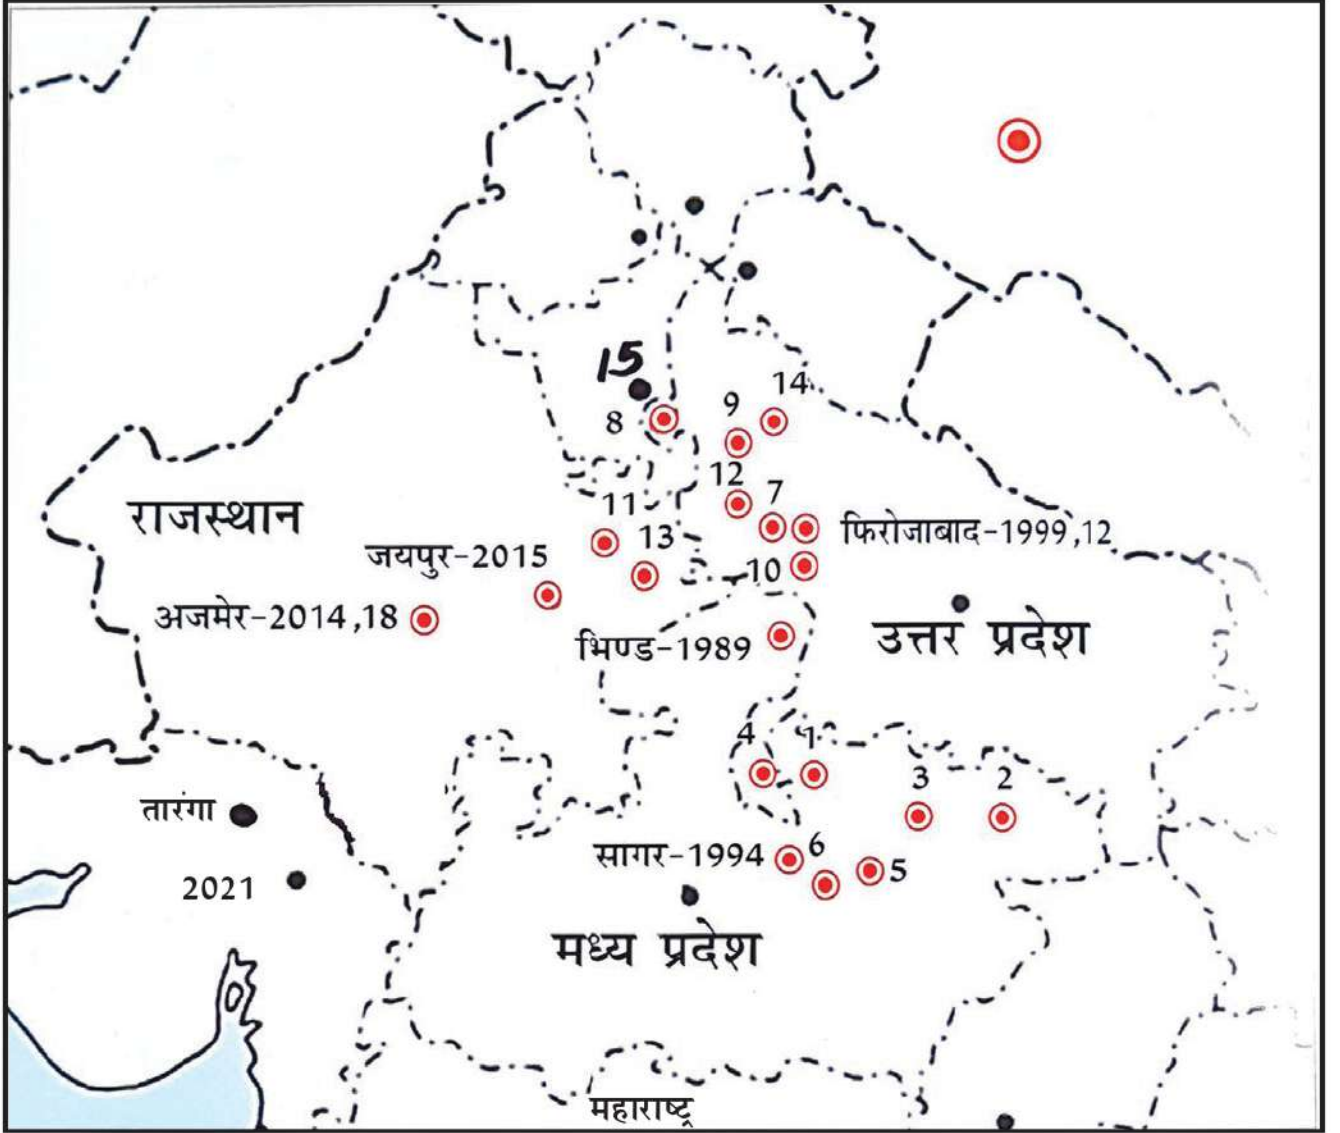 15
14
9
8
12
7
राजस्थान
11
फिरोजाबाद-1999,12
13
जयपुर-2015
10
अजमेर-2014,18
भिण्ड-1989
उत्तर प्रदेश
4
1
3
2
तारंगा
सागर-1994
6
5
2021
मध्य प्रदेश
महाराष्ट्र